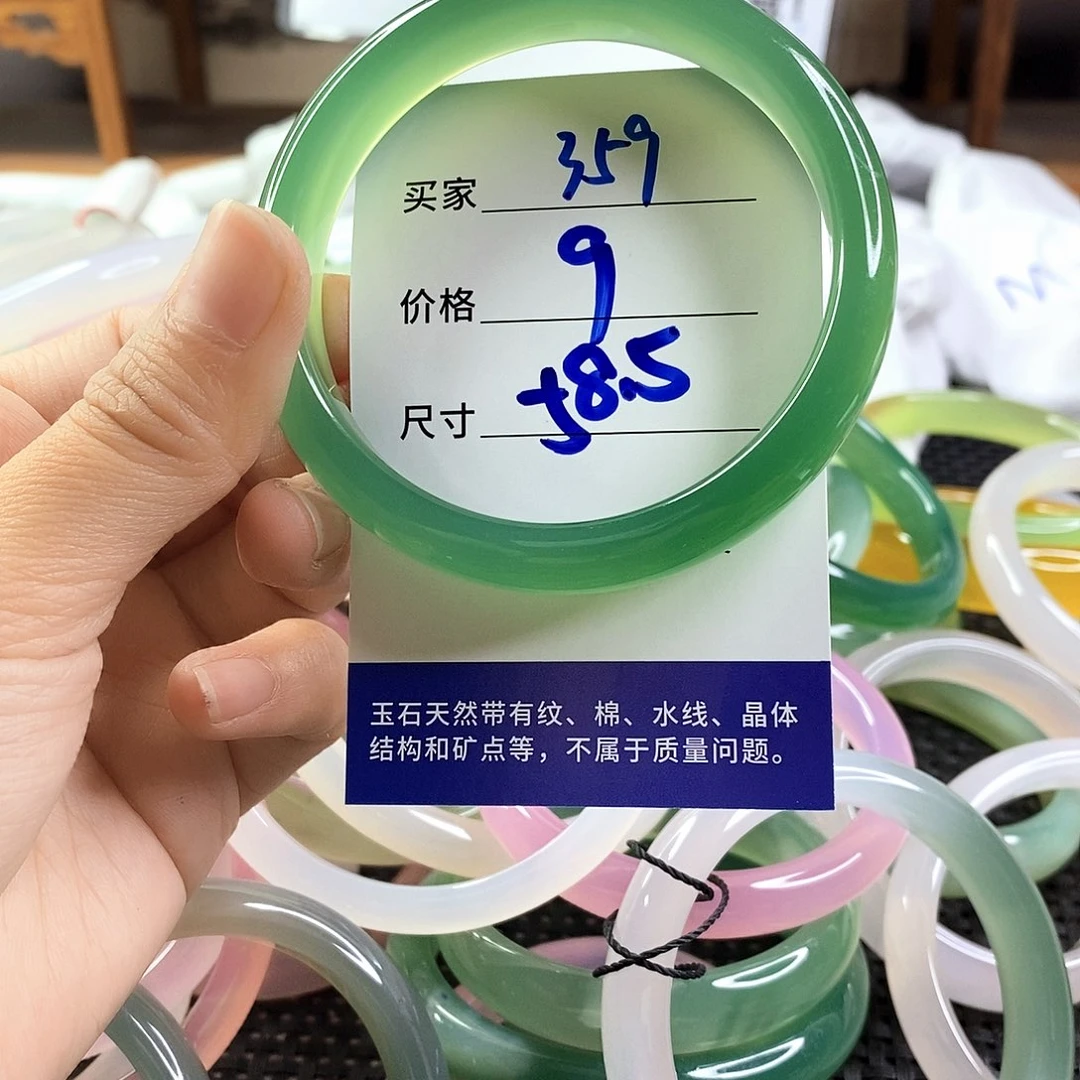 买家 359
价格 9
尺寸 58.5
玉石天然带有纹、棉、水线、晶体
结构和矿点等，不属于质量问题。